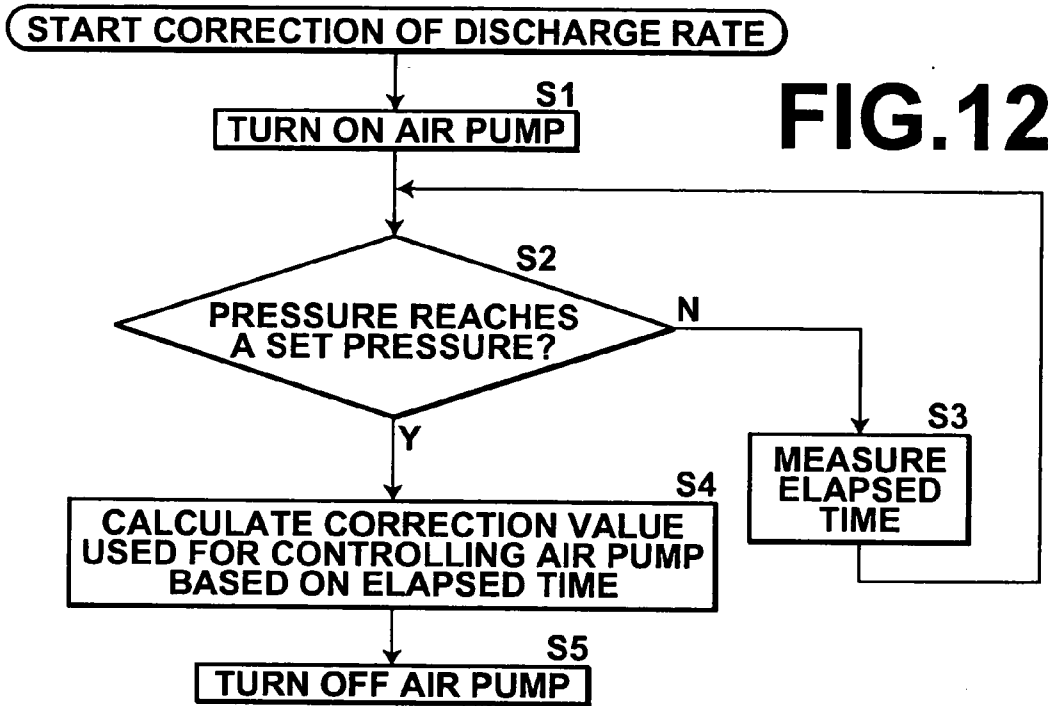 START CORRECTION OF DISCHARGE RATE
FIG.12
S1
TURN ON AIR PUMP
S2
PRESSURE REACHES
A SET PRESSURE?
N
Y
S3
MEASURE
ELAPSED
TIME
S4
CALCULATE CORRECTION VALUE
USED FOR CONTROLLING AIR PUMP
BASED ON ELAPSED TIME
S5
TURN OFF AIR PUMP